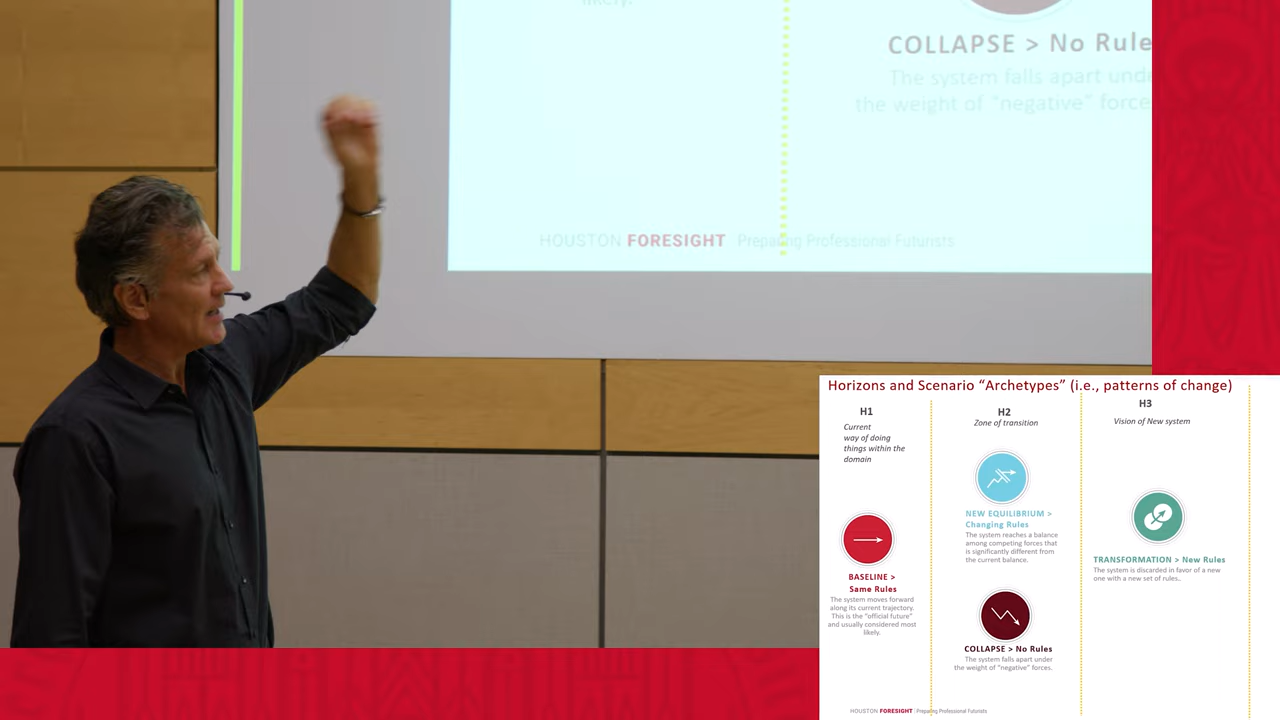 likely.
COLLAPSE > No Rule
The system falls apart unde
the weight of "negative" force
HOUSTON FORESIGHT Preparing Professional Futurists
Horizons and Scenario “Archetypes” (i.e., patterns of change)
H1
Current
way of doing
things within the
domain
BASELINE >
Same Rules
The system moves forward
along its current trajectory.
This is the “official future”
and usually considered most
likely.
H2
Zone of transition
NEW EQUILIBRIUM >
Changing Rules
The system reaches a balance
among competing forces that
is significantly different from
the current balance.
COLLAPSE > No Rules
The system falls apart under
the weight of “negative” forces.
H3
Vision of New system
TRANSFORMATION > New Rules
The system is discarded in favor of a new
one with a new set of rules..
HOUSTON FORESIGHT | Preparing Professional Futurists